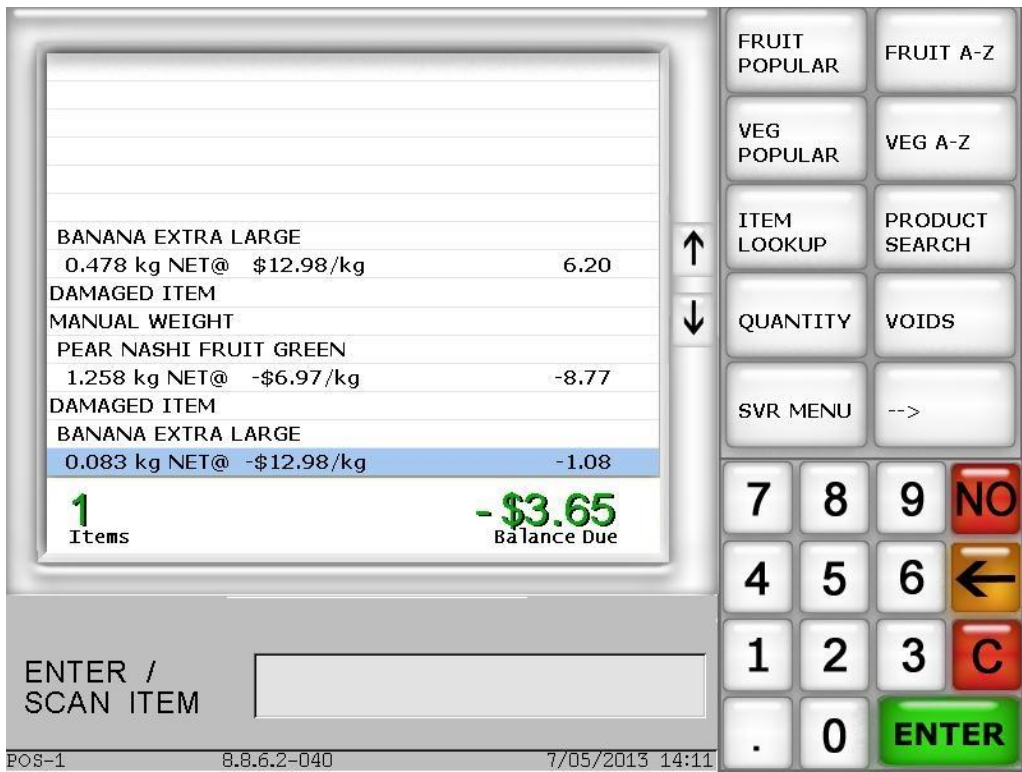 BANANA EXTRA LARGE
0.478 kg NET@ $12.98/kg 6.20
DAMAGED ITEM
MANUAL WEIGHT
PEAR NASHI FRUIT GREEN
1.258 kg NET@ -$6.97/kg -8.77
DAMAGED ITEM
BANANA EXTRA LARGE
0.083 kg NET@ -$12.98/kg -1.08
1 -$3.65
Items Balance Due
ENTER /
SCAN ITEM
POS-1 8.8.6.2-040 7/05/2013 14:11
FRUIT
POPULAR
FRUIT A-Z
VEG
POPULAR
VEG A-Z
ITEM
LOOKUP
PRODUCT
SEARCH
QUANTITY
VOIDS
SVR MENU
-->
7 8 9 NO
4 5 6
1 2 3 C
. 0 ENTER